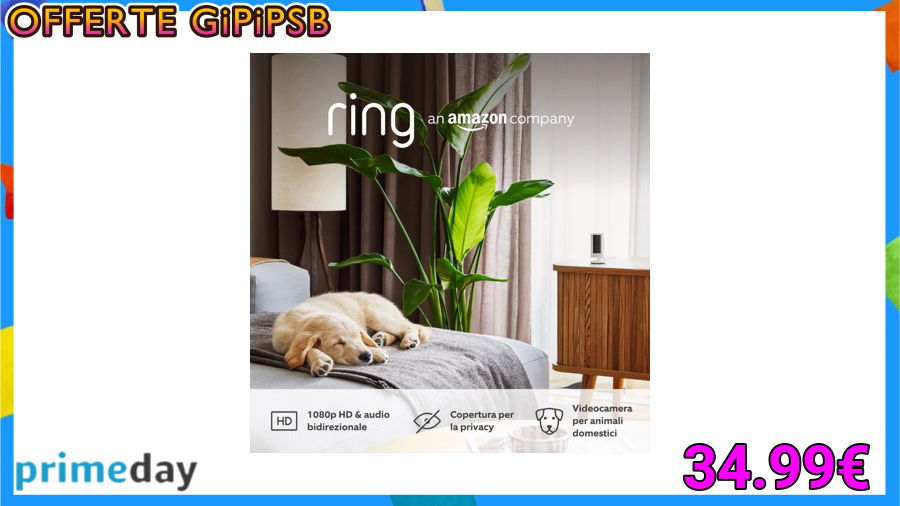 OFFERTE GiPiPSB
ring an amazon company
HD
1080p HD & audio
bidirezionale
Copertura per
la privacy
Videocamera
per animali
domestici
primeday
34.99€